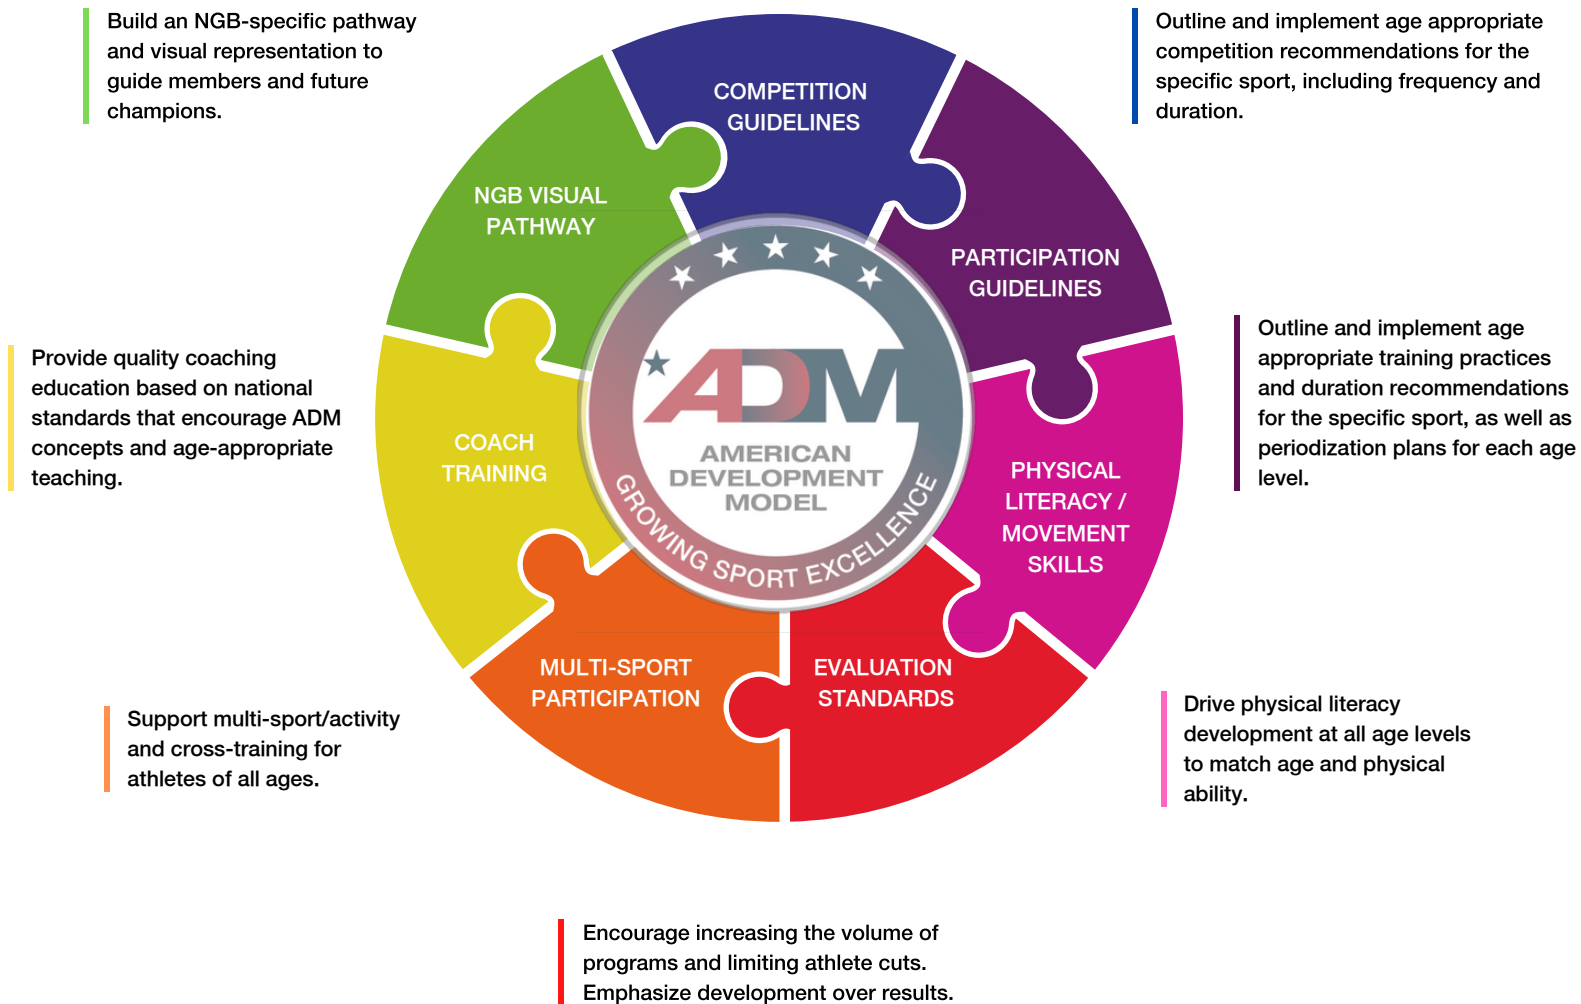 Build an NGB-specific pathway
and visual representation to
guide members and future
champions.
COMPETITION
GUIDELINES
Outline and implement age appropriate
competition recommendations for the
specific sport, including frequency and
duration.
NGB VISUAL
PATHWAY
PARTICIPATION
GUIDELINES
Outline and implement age
appropriate training practices
and duration recommendations
for the specific sport, as well as
periodization plans for each age
level.
Provide quality coaching
education based on national
standards that encourage ADM
concepts and age-appropriate
teaching.
COACH
TRAINING
ADM
AMERICAN
DEVELOPMENT
MODEL
GROWING SPORT EXCELLENCE
PHYSICAL
LITERACY /
MOVEMENT
SKILLS
MULTI-SPORT
PARTICIPATION
EVALUATION
STANDARDS
Support multi-sport/activity
and cross-training for
athletes of all ages.
Drive physical literacy
development at all age levels
to match age and physical
ability.
Encourage increasing the volume of
programs and limiting athlete cuts.
Emphasize development over results.